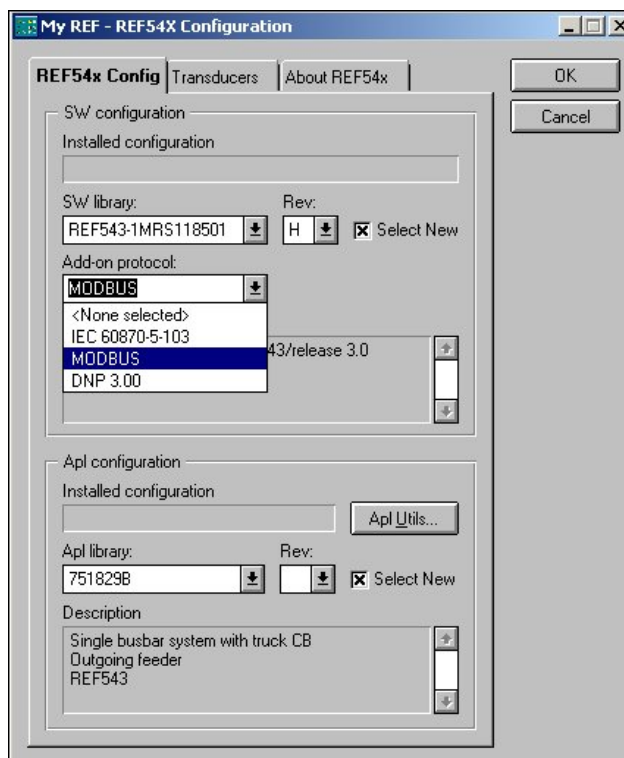 My REF - REF54X Configuration
REF54x Config Transducers About REF54x
OK
Cancel
SW configuration
Installed configuration
SW library: Rev:
REF543-1MRS118501 H Select New
Add-on protocol:
MODBUS
<None selected>
IEC 60870-5-103
43/release 3.0
MODBUS
DNP 3.00
Apl configuration
Installed configuration
Apl Utils...
Apl library: Rev:
751829B Select New
Description
Single busbar system with truck CB
Outgoing feeder
REF543